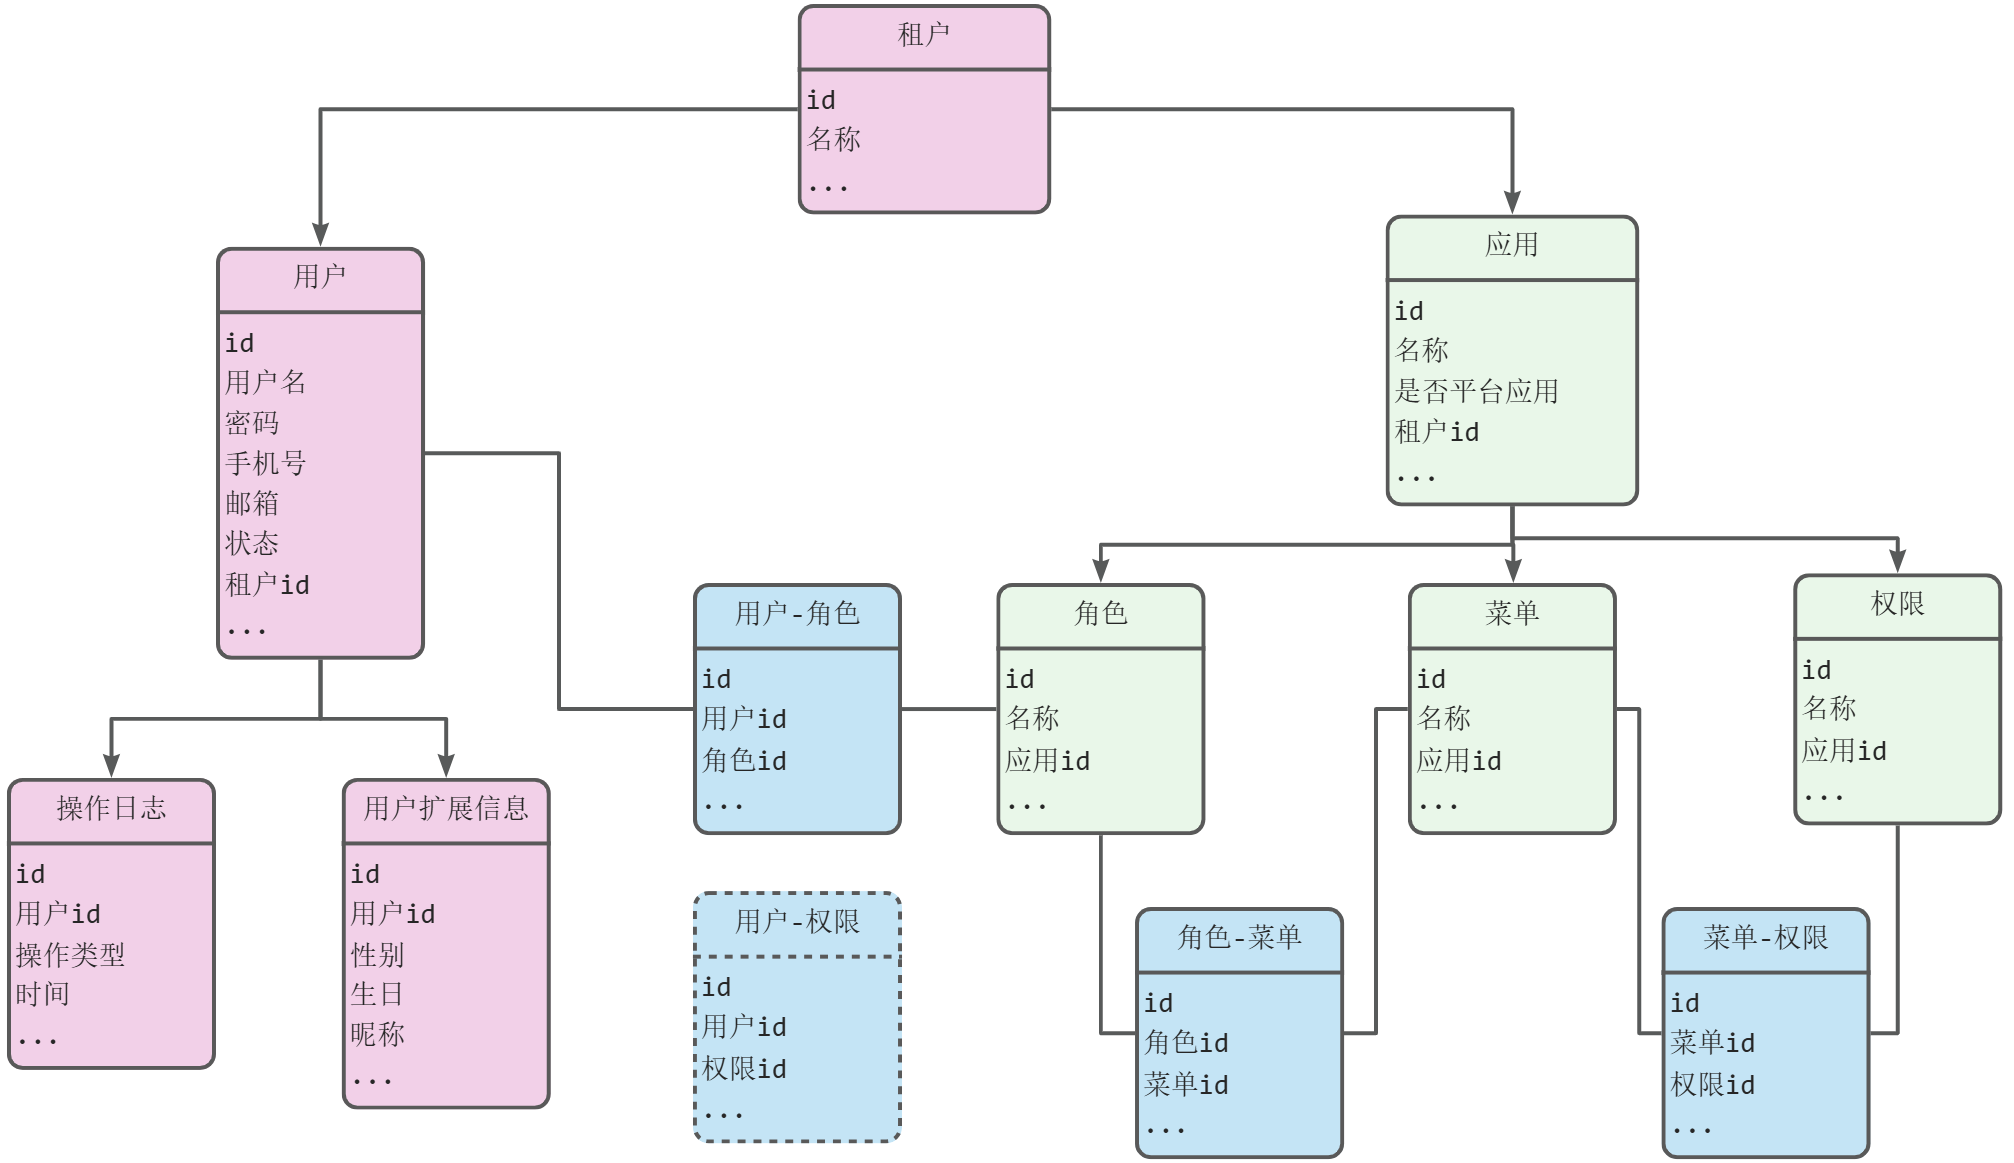 租户
id
名称
...
用户
id
用户名
密码
手机号
邮箱
状态
租户id
...
应用
id
名称
是否平台应用
租户id
...
用户-角色
id
用户id
角色id
...
角色
id
名称
应用id
...
菜单
id
名称
应用id
...
权限
id
名称
应用id
...
操作日志
id
用户id
操作类型
时间
...
用户扩展信息
id
用户id
性别
生日
昵称
...
用户-权限
id
用户id
权限id
...
角色-菜单
id
角色id
菜单id
...
菜单-权限
id
菜单id
权限id
...